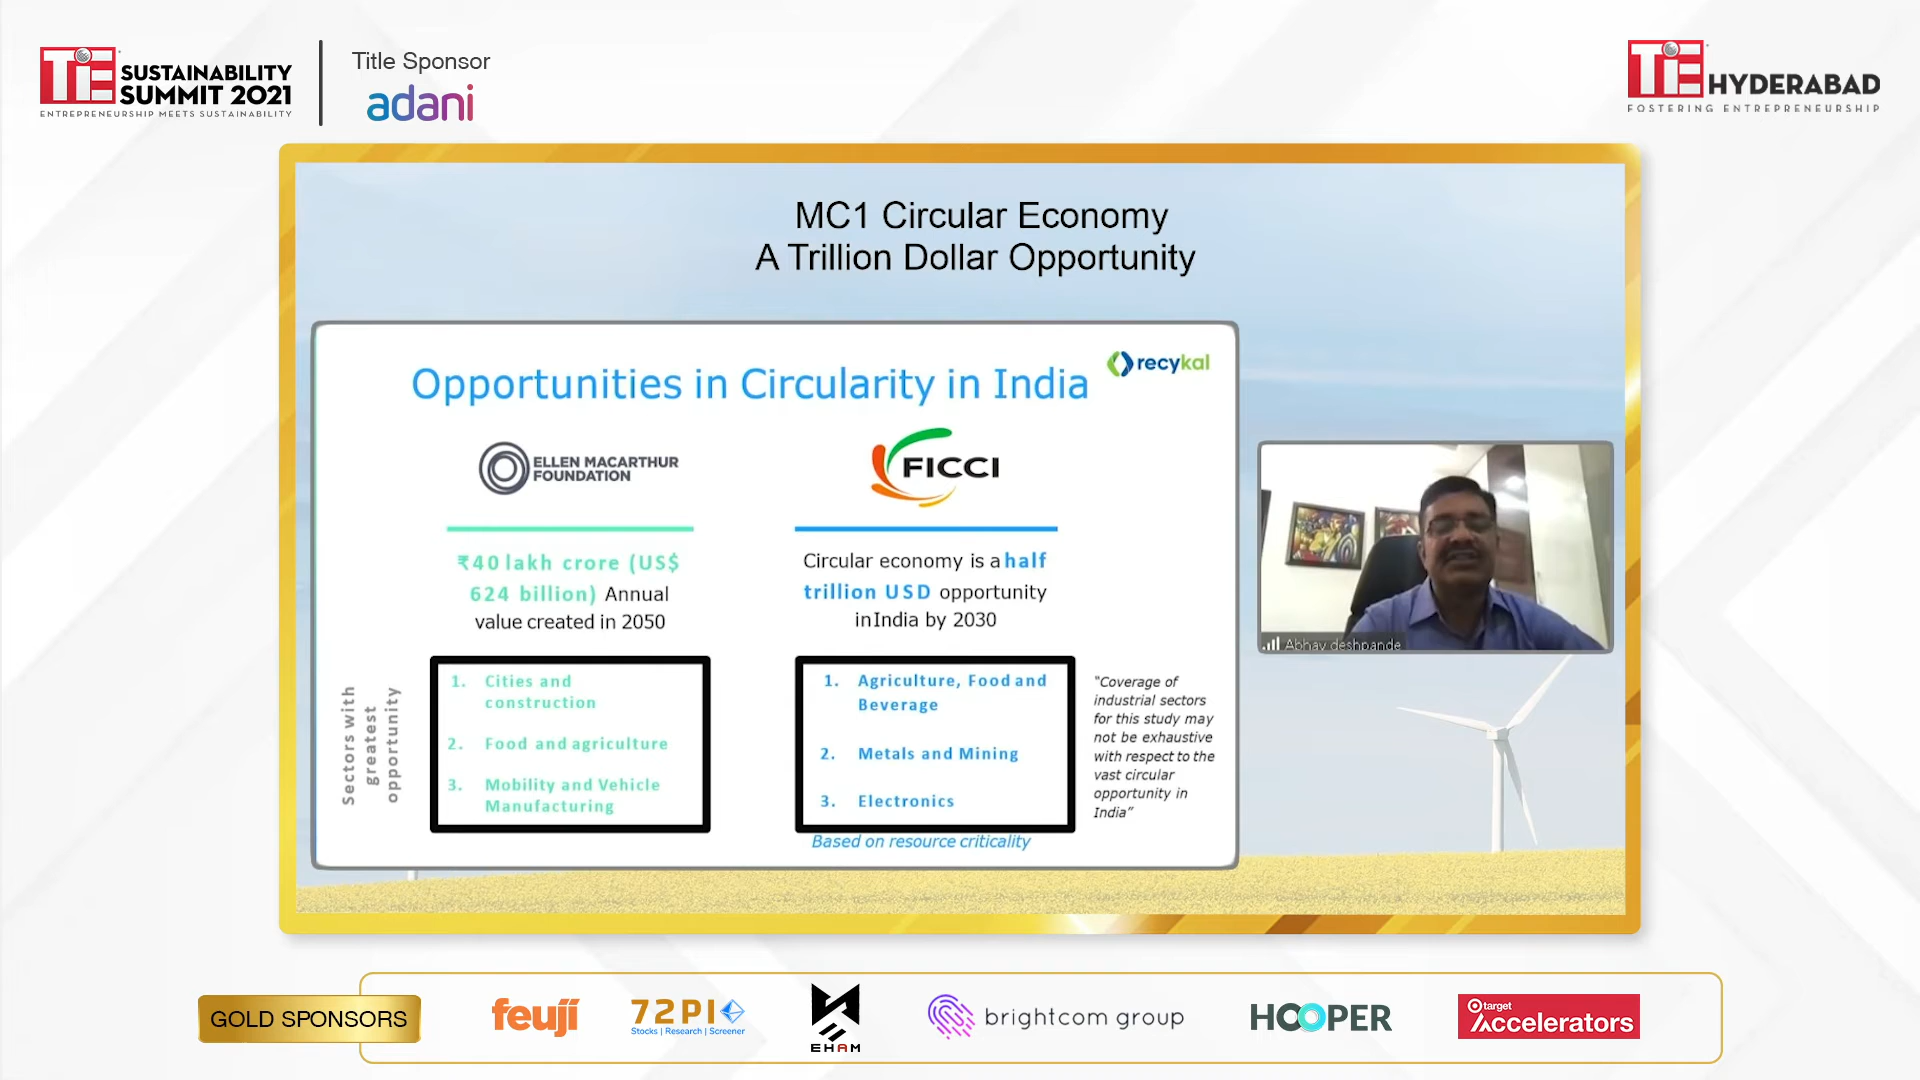 TiE SUSTAINABILITY
SUMMIT 2021
ENTREPRENEURSHIP MEETS SUSTAINABILITY
Title Sponsor
adani
TiE HYDERABAD
FOSTERING ENTREPRENEURSHIP
MC1 Circular Economy
A Trillion Dollar Opportunity
recykal
Opportunities in Circularity in India
ELLEN MACARTHUR
FOUNDATION
₹40 lakh crore (US$
624 billion) Annual
value created in 2050
FICCI
Circular economy is a half
trillion USD opportunity
in India by 2030
Sectors with
greatest
opportunity
1. Cities and
construction
2. Food and agriculture
3. Mobility and Vehicle
Manufacturing
1. Agriculture, Food and
Beverage
2. Metals and Mining
3. Electronics
Based on resource criticality
"Coverage of
industrial sectors
for this study may
not be exhaustive
with respect to the
vast circular
opportunity in
India"
Abhay deshpande
GOLD SPONSORS
feuji
72PI
Stocks | Research | Screener
EHAM
brightcom group
HOOPER
target
Accelerators